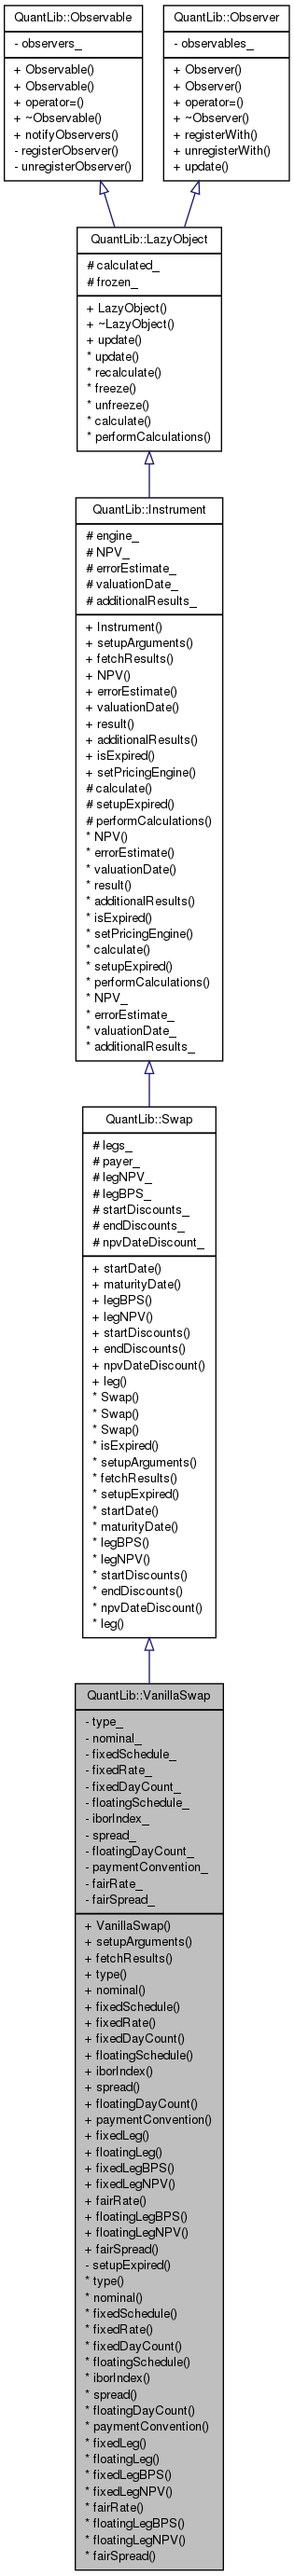 QuantLib::Observable
- observers_
+ Observable()
+ Observable()
+ operator=()
+ ~Observable()
+ notifyObservers()
- registerObserver()
- unregisterObserver()
QuantLib::Observer
- observables_
+ Observer()
+ Observer()
+ operator=()
+ ~Observer()
+ registerWith()
+ unregisterWith()
+ update()
QuantLib::LazyObject
# calculated_
# frozen_
+ LazyObject()
+ ~LazyObject()
+ update()
* update()
* recalculate()
* freeze()
* unfreeze()
* calculate()
* performCalculations()
QuantLib::Instrument
# engine_
# NPV_
# errorEstimate_
# valuationDate_
# additionalResults_
+ Instrument()
+ setupArguments()
+ fetchResults()
+ NPV()
+ errorEstimate()
+ valuationDate()
+ result()
+ additionalResults()
+ isExpired()
+ setPricingEngine()
# calculate()
# setupExpired()
# performCalculations()
* NPV()
* errorEstimate()
* valuationDate()
* result()
* additionalResults()
* isExpired()
* setPricingEngine()
* calculate()
* setupExpired()
* performCalculations()
* NPV_
* errorEstimate_
* valuationDate_
* additionalResults_
QuantLib::Swap
# legs_
# payer_
# legNPV_
# legBPS_
# startDiscounts_
# endDiscounts_
# npvDateDiscount_
+ startDate()
+ maturityDate()
+ legBPS()
+ legNPV()
+ startDiscounts()
+ endDiscounts()
+ npvDateDiscount()
+ leg()
* Swap()
* Swap()
* Swap()
* isExpired()
* setupArguments()
* fetchResults()
* setupExpired()
* startDate()
* maturityDate()
* legBPS()
* legNPV()
* startDiscounts()
* endDiscounts()
* npvDateDiscount()
* leg()
QuantLib::VanillaSwap
- type_
- nominal_
- fixedSchedule_
- fixedRate_
- fixedDayCount_
- floatingSchedule_
- iborIndex_
- spread_
- floatingDayCount_
- paymentConvention_
- fairRate_
- fairSpread_
+ VanillaSwap()
+ setupArguments()
+ fetchResults()
+ type()
+ nominal()
+ fixedSchedule()
+ fixedRate()
+ fixedDayCount()
+ floatingSchedule()
+ iborIndex()
+ spread()
+ floatingDayCount()
+ paymentConvention()
+ fixedLeg()
+ floatingLeg()
+ fixedLegBPS()
+ fixedLegNPV()
+ fairRate()
+ floatingLegBPS()
+ floatingLegNPV()
+ fairSpread()
- setupExpired()
* type()
* nominal()
* fixedSchedule()
* fixedRate()
* fixedDayCount()
* floatingSchedule()
* iborIndex()
* spread()
* floatingDayCount()
* paymentConvention()
* fixedLeg()
* floatingLeg()
* fixedLegBPS()
* fixedLegNPV()
* fairRate()
* floatingLegBPS()
* floatingLegNPV()
* fairSpread()